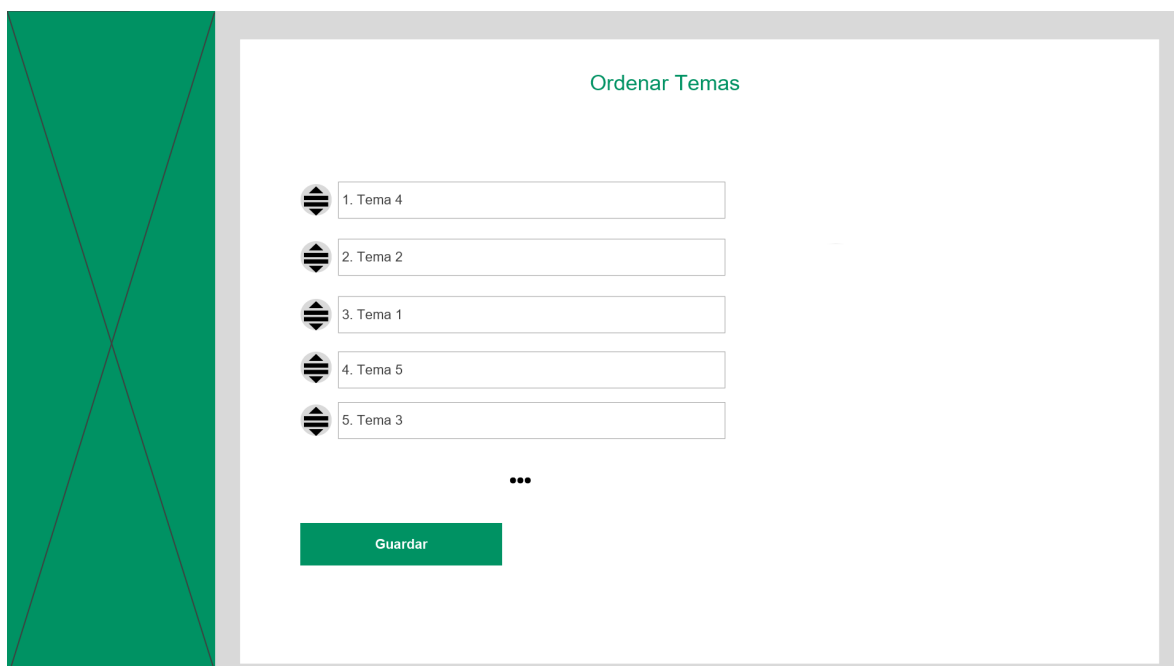 Ordenar Temas
1. Tema 4
2. Tema 2
3. Tema 1
4. Tema 5
5. Tema 3
•••
Guardar